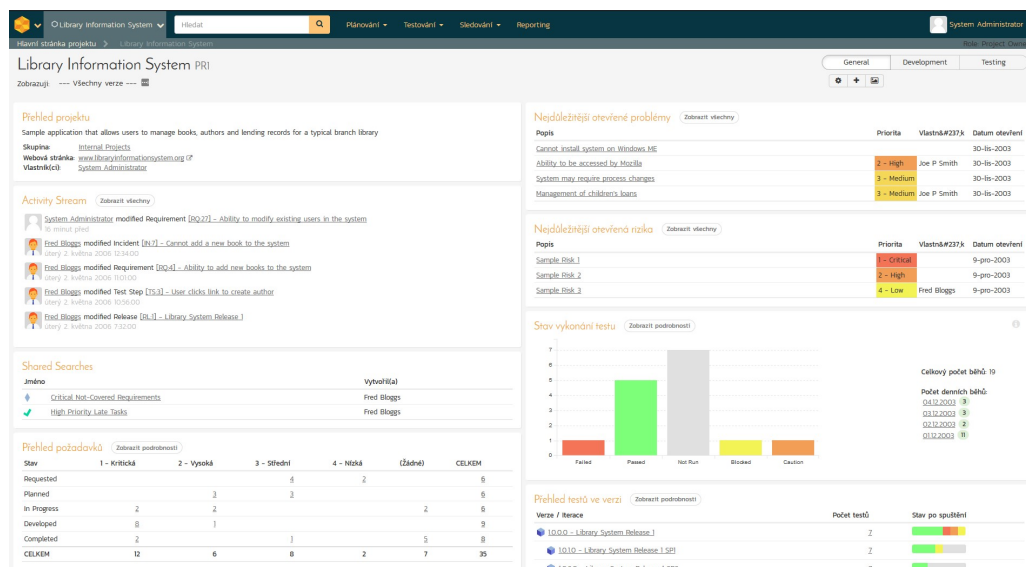 Library Information System
Hledat
Plánování
Testování
Sledování
Reporting
System Administrator
Hlavní stránka projektu
Library Information System
Role: Project Owne
Library Information System PR1
Zobrazuji: --- Všechny verze ---
General
Development
Testing
Přehled projektu
Sample application that allows users to manage books, authors and lending records for a typical branch library
Skupina: Internal Projects
Webová stránka: www.libraryinformationsystem.org
Vlastník(ci): System Administrator
Activity Stream Zobrazit všechny
System Administrator modified Requirement [RQ:27] - Ability to modify existing users in the system
16 minut před
Fred Bloggs modified Incident [IN:7] - Cannot add a new book to the system
úterý 2. května 2006 12:34:00
Fred Bloggs modified Requirement [RQ:4] - Ability to add new books to the system
úterý 2. května 2006 11:01:00
Fred Bloggs modified Test Step [TS:3] - User clicks link to create author
úterý 2. května 2006 10:56:00
Fred Bloggs modified Release [RL:1] - Library System Release 1
úterý 2. května 2006 7:32:00
Shared Searches
Jméno Vytvořil(a)
Critical Not-Covered Requirements Fred Bloggs
High Priority Late Tasks Fred Bloggs
Přehled požadavků Zobrazit podrobnosti
Stav 1 - Kritická 2 - Vysoká 3 - Střední 4 - Nízká (Žádné) CELKEM
Requested 4 2 6
Planned 3 3 6
In Progress 2 2 2 6
Developed 8 1 9
Completed 2 1 5 8
CELKEM 12 6 8 2 7 35
Nejdůležitější otevřené problémy Zobrazit všechny
Popis Priorita Vlastn&#237;k Datum otevření
Cannot install system on Windows ME 30-lis-2003
Ability to be accessed by Mozilla 2 - High Joe P Smith 30-lis-2003
System may require process changes 3 - Medium 30-lis-2003
Management of children's loans 3 - Medium Joe P Smith 30-lis-2003
Nejdůležitější otevřená rizika Zobrazit všechny
Popis Priorita Vlastn&#237;k Datum otevření
Sample Risk 1 1 - Critical 9-pro-2003
Sample Risk 2 2 - High 9-pro-2003
Sample Risk 3 4 - Low Fred Bloggs 9-pro-2003
Stav vykonání testu Zobrazit podrobnosti
7
6
5
4
3
2
1
0
Failed Passed Not Run Blocked Caution
Celkový počet běhů: 19
Počet denních běhů:
04.12.2003 3
03.12.2003 3
02.12.2003 2
01.12.2003 11
Přehled testů ve verzi Zobrazit podrobnosti
Verze / Iterace Počet testů Stav po spuštění
1.0.0.0 - Library System Release 1 7
1.0.1.0 - Library System Release 1 SP1 7